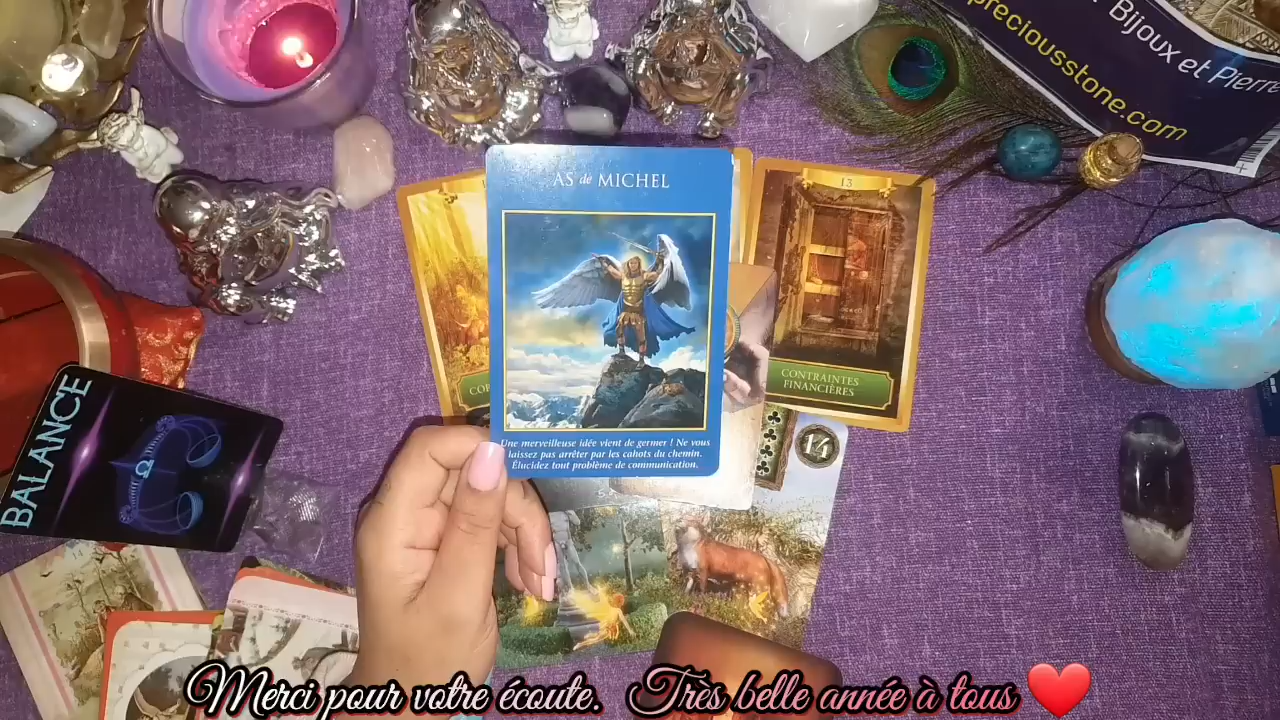 Bijoux et Pierre
preciousstone.com
AS de MICHEL
13
CONTRAINTES
FINANCIÈRES
Une merveilleuse idée vient de germer ! Ne vous
laissez pas arrêter par les cahots du chemin.
Élucidez tout problème de communication.
14
BALANCE
Merci pour votre écoute. Très belle année à tous